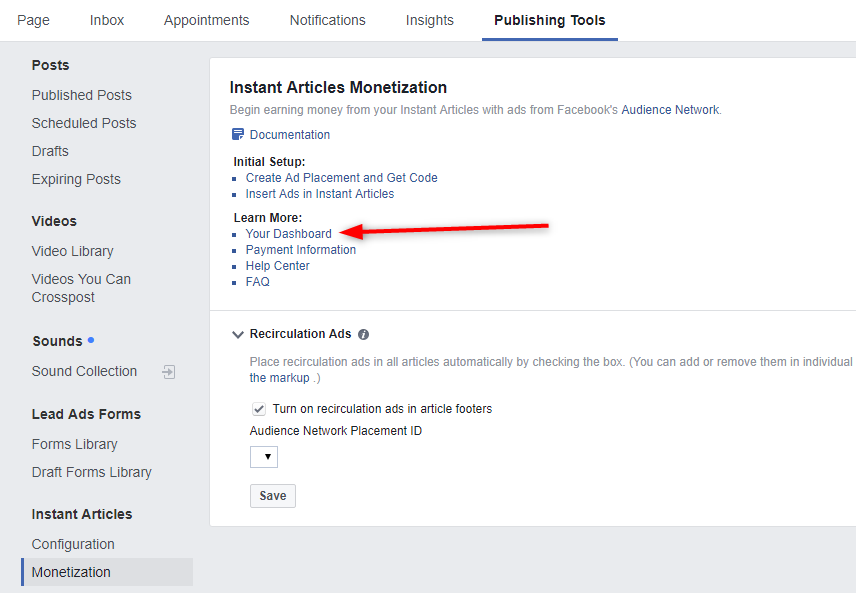 Page Inbox Appointments Notifications Insights Publishing Tools
Posts
Published Posts
Scheduled Posts
Drafts
Expiring Posts
Videos
Video Library
Videos You Can
Crosspost
Sounds
Sound Collection
Lead Ads Forms
Forms Library
Draft Forms Library
Instant Articles
Configuration
Monetization
Instant Articles Monetization
Begin earning money from your Instant Articles with ads from Facebook's Audience Network.
Documentation
Initial Setup:
Create Ad Placement and Get Code
Insert Ads in Instant Articles
Learn More:
Your Dashboard
Payment Information
Help Center
FAQ
Recirculation Ads
Place recirculation ads in all articles automatically by checking the box. (You can add or remove them in individual
the markup .)
Turn on recirculation ads in article footers
Audience Network Placement ID
Save